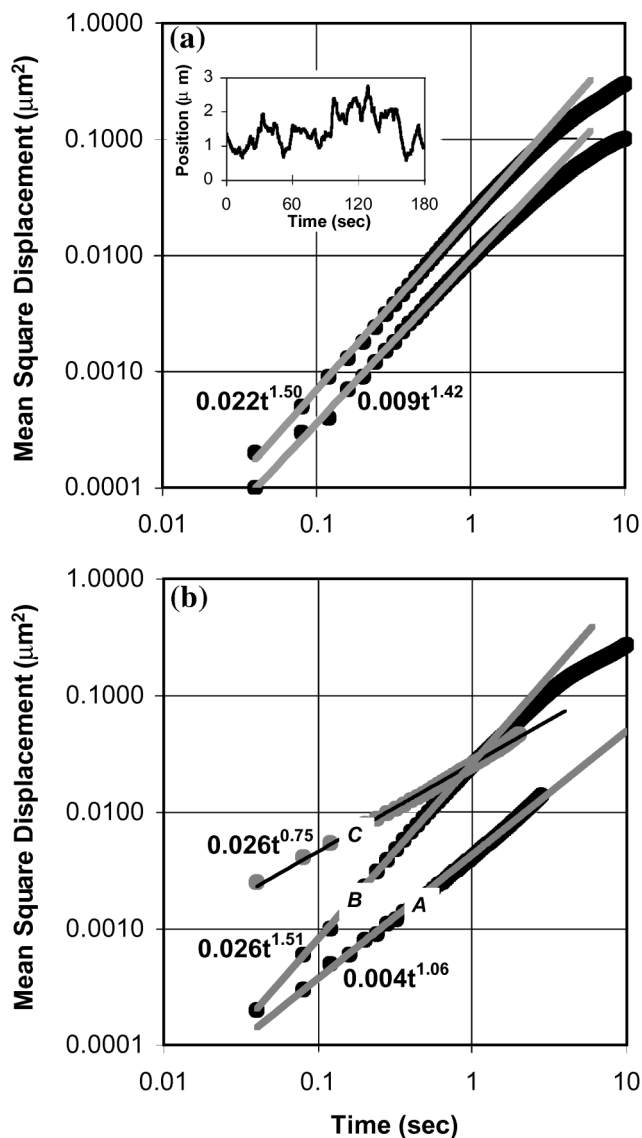 (a)
Mean Square Displacement (μm²)
1.0000
0.1000
0.0100
0.0010
0.0001
Position (μ m)
3
2
1
0
0 60 120 180
Time (sec)
0.022t^1.50
0.009t^1.42
0.01 0.1 1 10
(b)
Mean Square Displacement (μm²)
1.0000
0.1000
0.0100
0.0010
0.0001
0.026t^0.75
C
B
A
0.026t^1.51
0.004t^1.06
0.01 0.1 1 10
Time (sec)